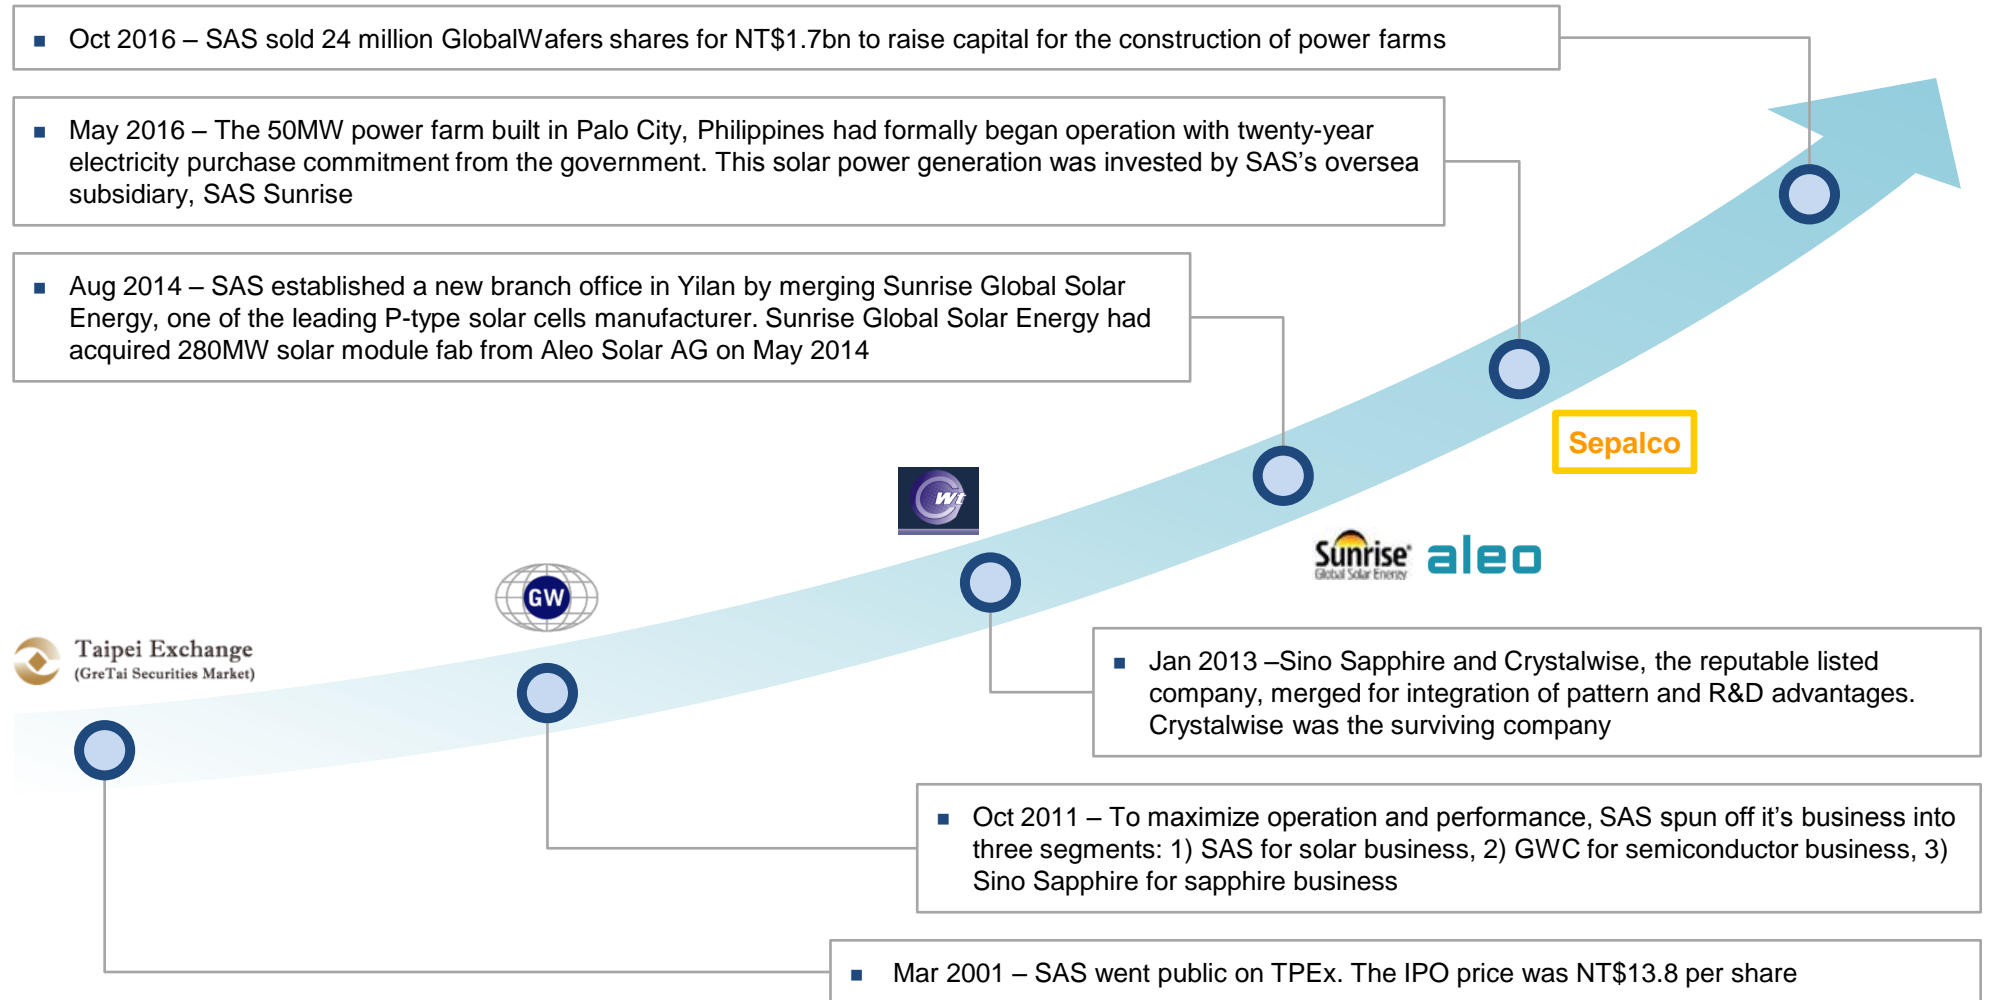 Oct 2016 – SAS sold 24 million GlobalWafers shares for NT$1.7bn to raise capital for the construction of power farms
May 2016 – The 50MW power farm built in Palo City, Philippines had formally began operation with twenty-year
electricity purchase commitment from the government. This solar power generation was invested by SAS’s oversea
subsidiary, SAS Sunrise
Aug 2014 – SAS established a new branch office in Yilan by merging Sunrise Global Solar
Energy, one of the leading P-type solar cells manufacturer. Sunrise Global Solar Energy had
acquired 280MW solar module fab from Aleo Solar AG on May 2014
Sepalco
Wt
Sunrise®
Global Solar Energy
aleo
GW
Taipei Exchange
(GreTai Securities Market)
Jan 2013 –Sino Sapphire and Crystalwise, the reputable listed
company, merged for integration of pattern and R&D advantages.
Crystalwise was the surviving company
Oct 2011 – To maximize operation and performance, SAS spun off it’s business into
three segments: 1) SAS for solar business, 2) GWC for semiconductor business, 3)
Sino Sapphire for sapphire business
Mar 2001 – SAS went public on TPEx. The IPO price was NT$13.8 per share